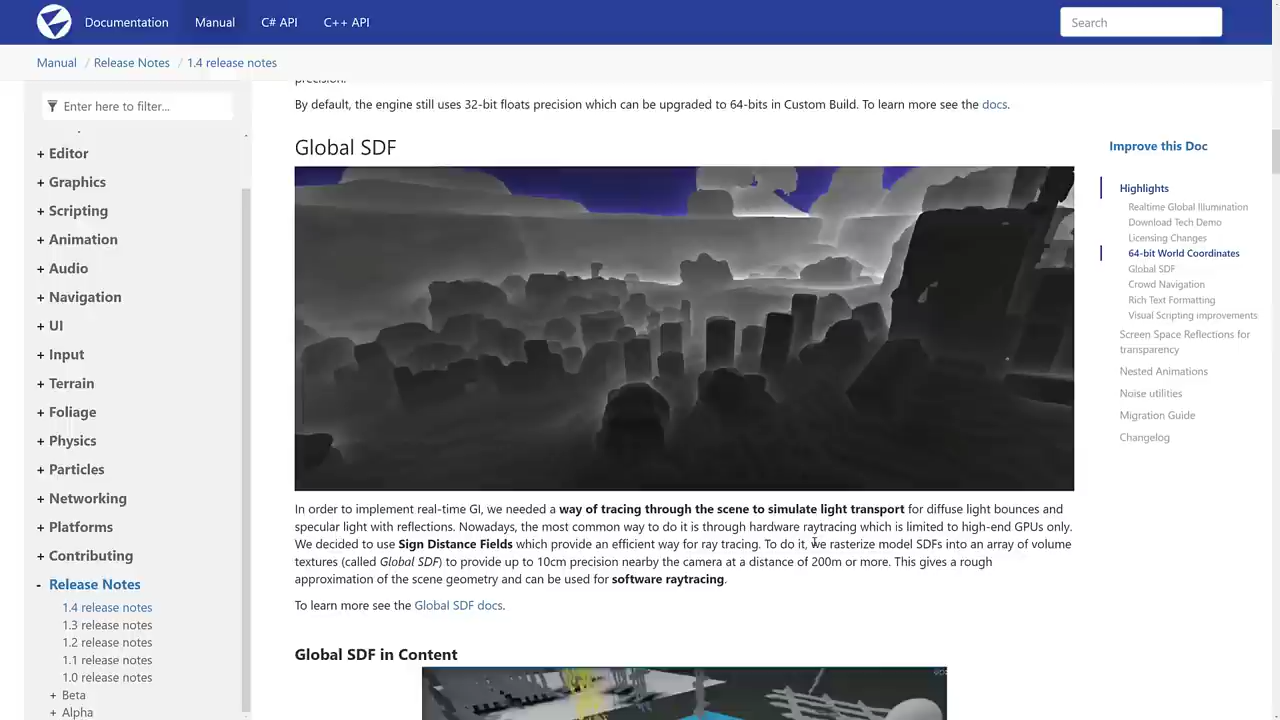 Documentation Manual C# API C++ API Search
Manual / Release Notes / 1.4 release notes
Enter here to filter...
+ Editor
+ Graphics
+ Scripting
+ Animation
+ Audio
+ Navigation
+ UI
+ Input
+ Terrain
+ Foliage
+ Physics
+ Particles
+ Networking
+ Platforms
+ Contributing
- Release Notes
1.4 release notes
1.3 release notes
1.2 release notes
1.1 release notes
1.0 release notes
+ Beta
+ Alpha
precision.
By default, the engine still uses 32-bit floats precision which can be upgraded to 64-bits in Custom Build. To learn more see the docs.
Global SDF
In order to implement real-time GI, we needed a way of tracing through the scene to simulate light transport for diffuse light bounces and
specular light with reflections. Nowadays, the most common way to do it is through hardware raytracing which is limited to high-end GPUs only.
We decided to use Sign Distance Fields which provide an efficient way for ray tracing. To do it, we rasterize model SDFs into an array of volume
textures (called Global SDF) to provide up to 10cm precision nearby the camera at a distance of 200m or more. This gives a rough
approximation of the scene geometry and can be used for software raytracing.
To learn more see the Global SDF docs.
Global SDF in Content
Improve this Doc
Highlights
Realtime Global Illumination
Download Tech Demo
Licensing Changes
64-bit World Coordinates
Global SDF
Crowd Navigation
Rich Text Formatting
Visual Scripting improvements
Screen Space Reflections for
transparency
Nested Animations
Noise utilities
Migration Guide
Changelog